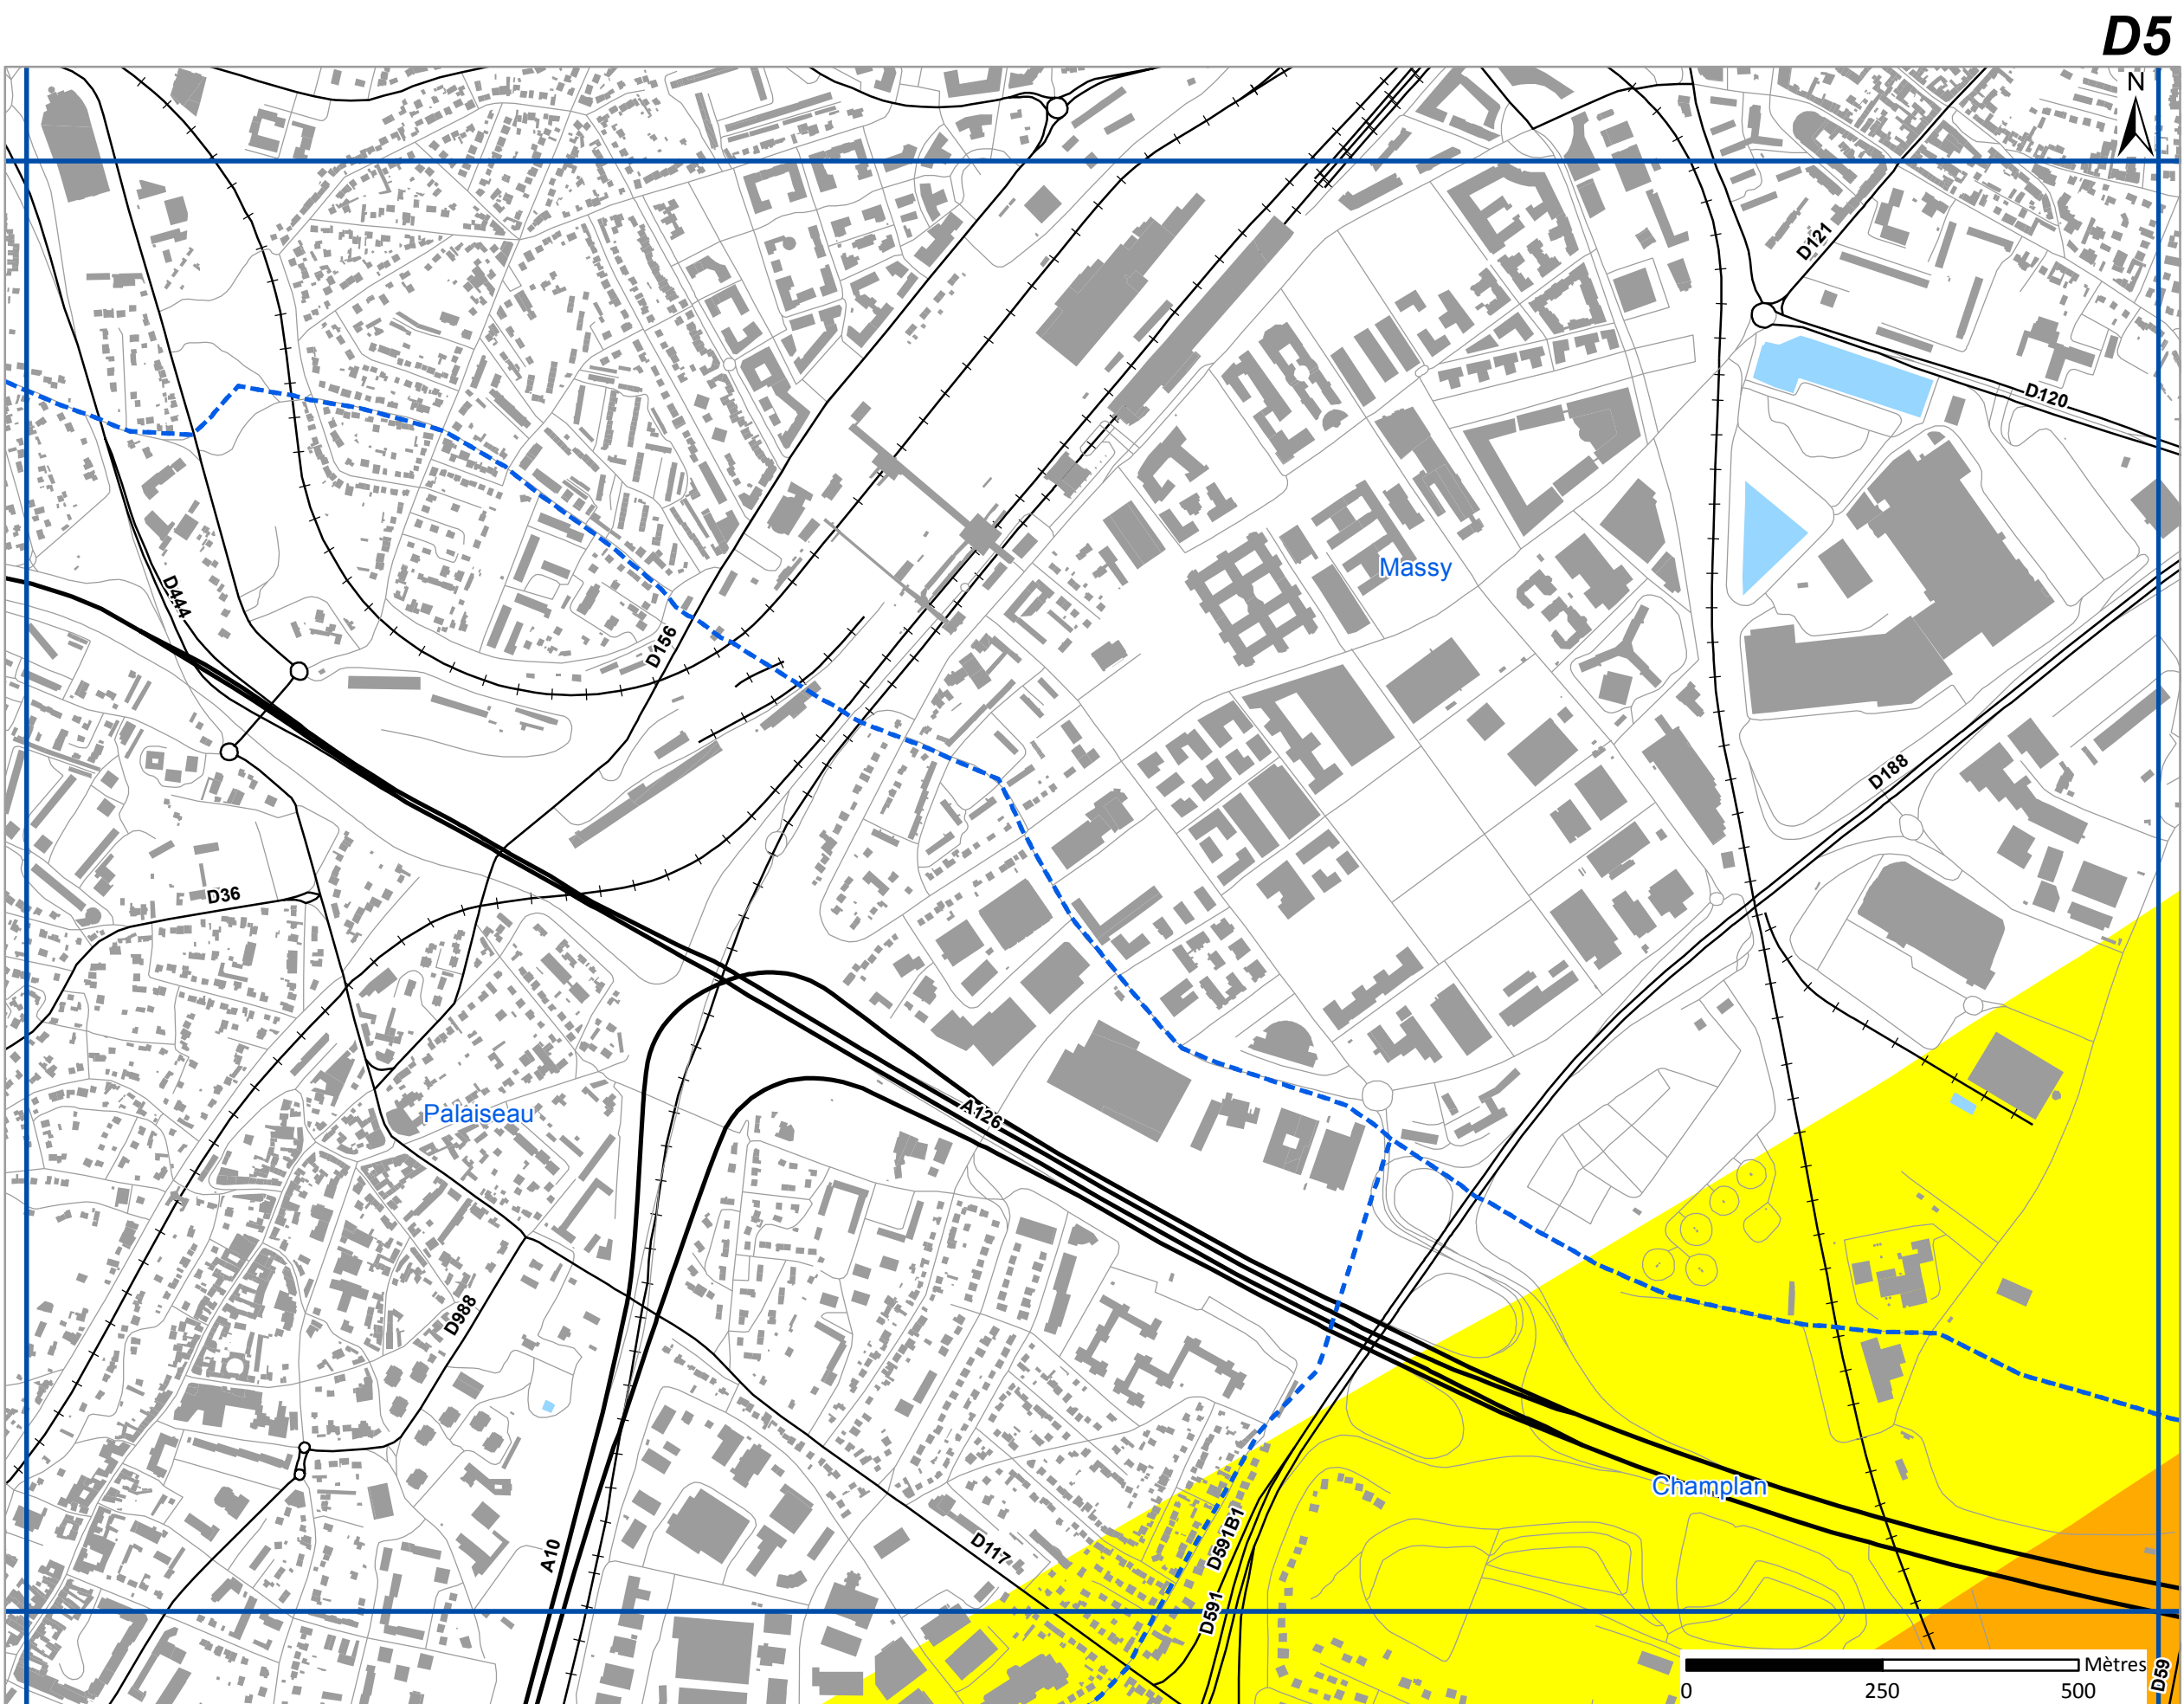 D5
N
D121
D120
D444
Massy
D156
D188
D36
A126
Palaiseau
D988
Champlan
D591B1
A10
D117
D591
Mètres
0 250 500
D59